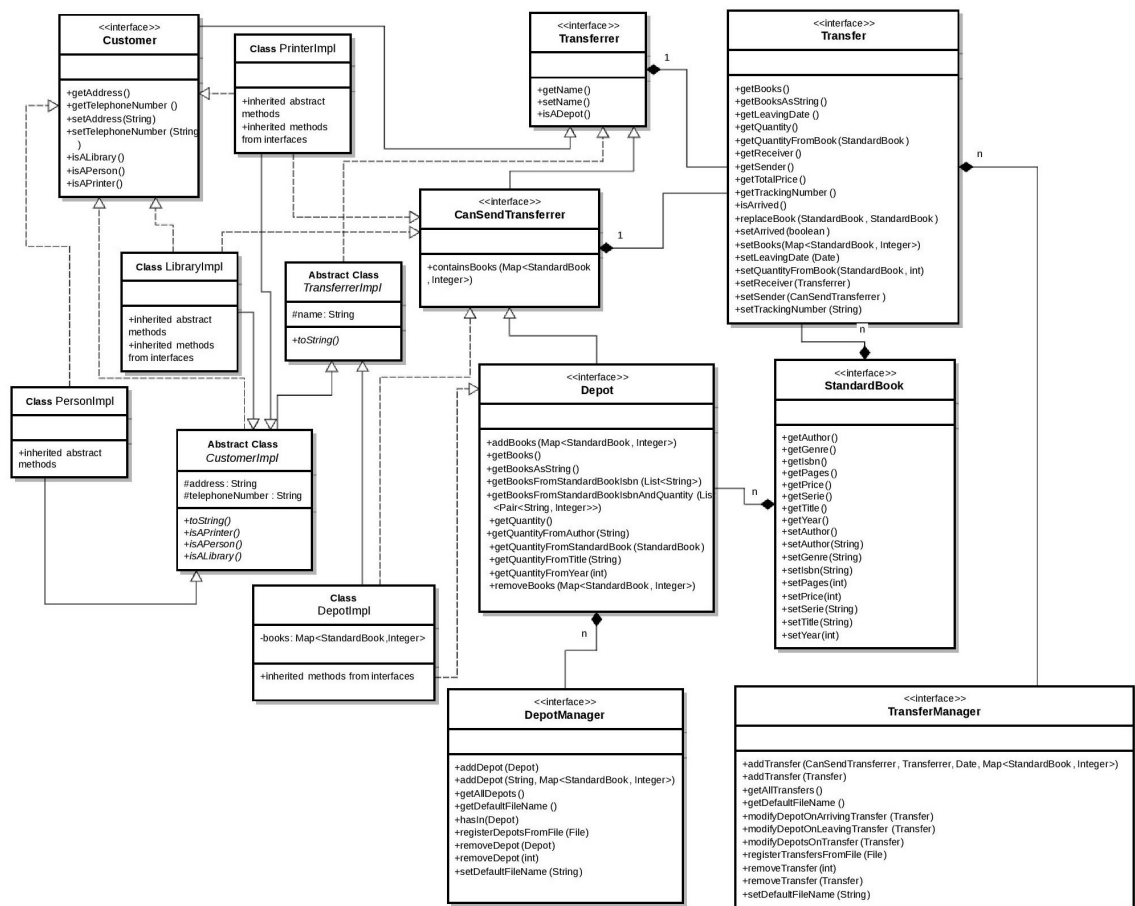 <<interface>>
Customer
+getAddress()
+getTelephoneNumber ()
+setAddress(String)
+setTelephoneNumber (String
)
+isALibrary()
+isAPerson()
+isAPrinter()
Class PrinterImpl
+inherited abstract
methods
+inherited methods
from interfaces
<<interface>>
Transferrer
+getName()
+setName()
+isADepot()
1
<<interface>>
Transfer
+getBooks()
+getBooksAsString()
+getLeavingDate ()
+getQuantity()
+getQuantityFromBook(StandardBook)
+getReceiver()
+getSender()
+getTotalPrice()
+getTrackingNumber ()
+isArrived()
+replaceBook(StandardBook, StandardBook)
+setArrived(boolean )
+setBooks(Map<StandardBook, Integer>)
+setLeavingDate (Date)
+setQuantityFromBook(StandardBook, int)
+setReceiver(Transferrer)
+setSender(CanSendTransferrer )
+setTrackingNumber (String)
n
n
<<interface>>
CanSendTransferrer
+containsBooks (Map<StandardBook
, Integer>)
1
Class LibraryImpl
+inherited abstract
methods
+inherited methods
from interfaces
Abstract Class
TransferrerImpl
#name: String
+toString()
Class PersonImpl
+inherited abstract
methods
Abstract Class
CustomerImpl
#address: String
#telephoneNumber : String
+toString()
+isAPrinter()
+isAPerson()
+isALibrary()
<<interface>>
Depot
+addBooks (Map<StandardBook, Integer>)
+getBooks()
+getBooksAsString()
+getBooksFromStandardBookIsbn (List<String>)
+getBooksFromStandardBookIsbnAndQuantity (Lis
<Pair<String, Integer>>)
+getQuantity()
+getQuantityFromAuthor(String)
+getQuantityFromStandardBook (StandardBook)
+getQuantityFromTitle(String)
+getQuantityFromYear(int)
+removeBooks (Map<StandardBook, Integer>)
n
n
<<interface>>
StandardBook
+getAuthor()
+getGenre()
+getIsbn()
+getPages()
+getPrice()
+getSerie()
+getTitle()
+getYear()
+setAuthor()
+setAuthor(String)
+setGenre(String)
+setIsbn(String)
+setPages(int)
+setPrice(int)
+setSerie(String)
+setTitle(String)
+setYear(int)
Class
DepotImpl
-books: Map<StandardBook,Integer>
+inherited methods from interfaces
<<interface>>
DepotManager
+addDepot (Depot)
+addDepot (String, Map<StandardBook, Integer>)
+getAllDepots()
+getDefaultFileName ()
+hasIn(Depot)
+registerDepotsFromFile (File)
+removeDepot (Depot)
+removeDepot (int)
+setDefaultFileName (String)
<<interface>>
TransferManager
+addTransfer (CanSendTransferrer , Transferrer, Date, Map<StandardBook, Integer>)
+addTransfer (Transfer)
+getAllTransfers ()
+getDefaultFileName ()
+modifyDepotOnArrivingTransfer (Transfer)
+modifyDepotOnLeavingTransfer (Transfer)
+modifyDepotsOnTransfer (Transfer)
+registerTransfersFromFile (File)
+removeTransfer (int)
+removeTransfer (Transfer)
+setDefaultFileName (String)